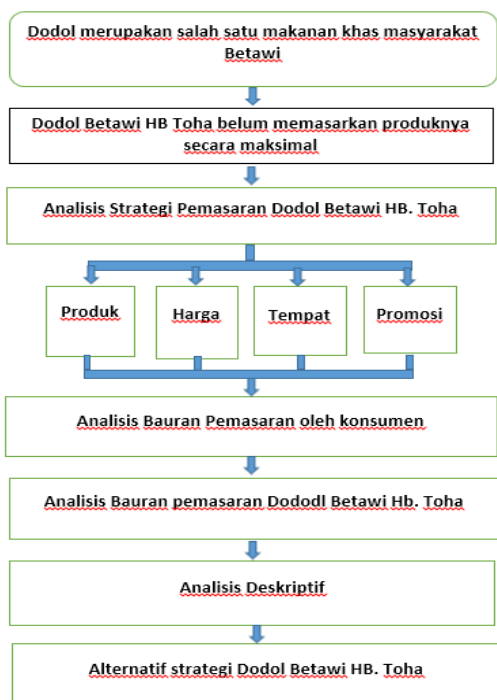 Dodol merupakan salah satu makanan khas masyarakat
Betawi
Dodol Betawi HB Toha belum memasarkan produknya
secara maksimal
Analisis Strategi Pemasaran Dodol Betawi HB. Toha
Produk
Harga
Tempat
Promosi
Analisis Bauran Pemasaran oleh konsumen
Analisis Bauran pemasaran Dododl Betawi Hb. Toha
Analisis Deskriptif
Alternatif strategi Dodol Betawi HB. Toha